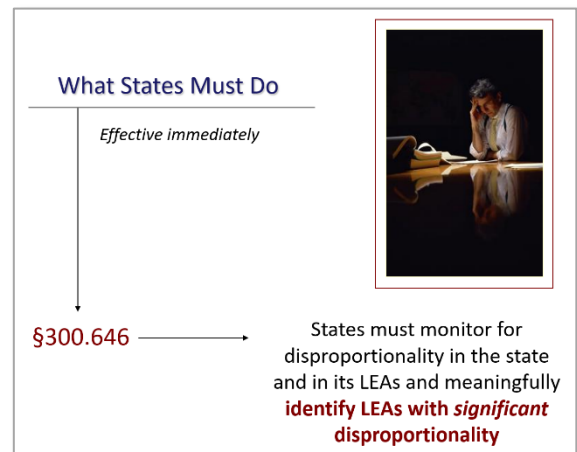 What States Must Do
Effective immediately
§300.646
States must monitor for
disproportionality in the state
and in its LEAs and meaningfully
identify LEAs with significant
disproportionality